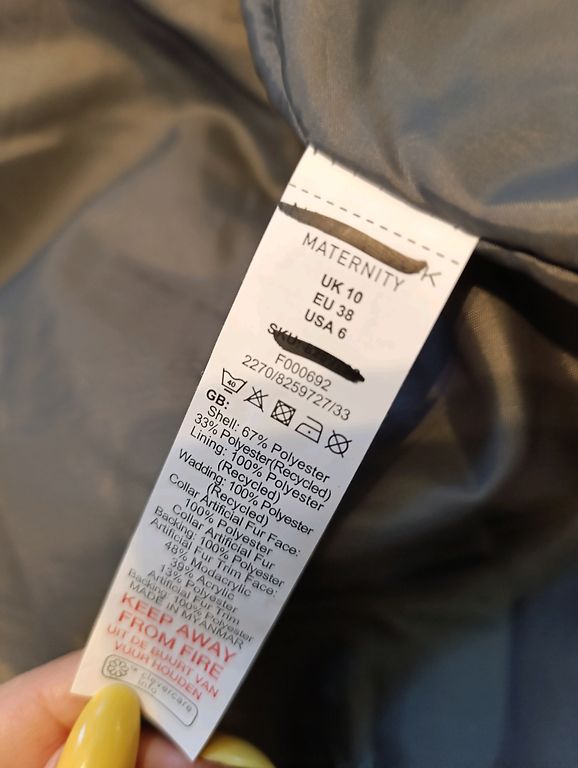 K
MATERNITY
UK 10
EU 38
USA 6
SKU
F000692
2270/8259727/33
40
GB:
Shell: 67% Polyester
33% Polyester(Recycled)
Lining: 100% Polyester
(Recycled)
Wadding: 100% Polyester
(Recycled)
Collar Artificial Fur Face:
100% Polyester
Collar Artificial Fur
Backing: 100% Polyester
Artificial Fur Trim Face:
48% Modacrylic
39% Acrylic
13% Polyester
Artificial Fur Trim
Backing: 100% Polyester
MADE IN MYANMAR
KEEP AWAY
FROM FIRE
UIT DE BUURT VAN
VUUR HOUDEN
clevercare
info